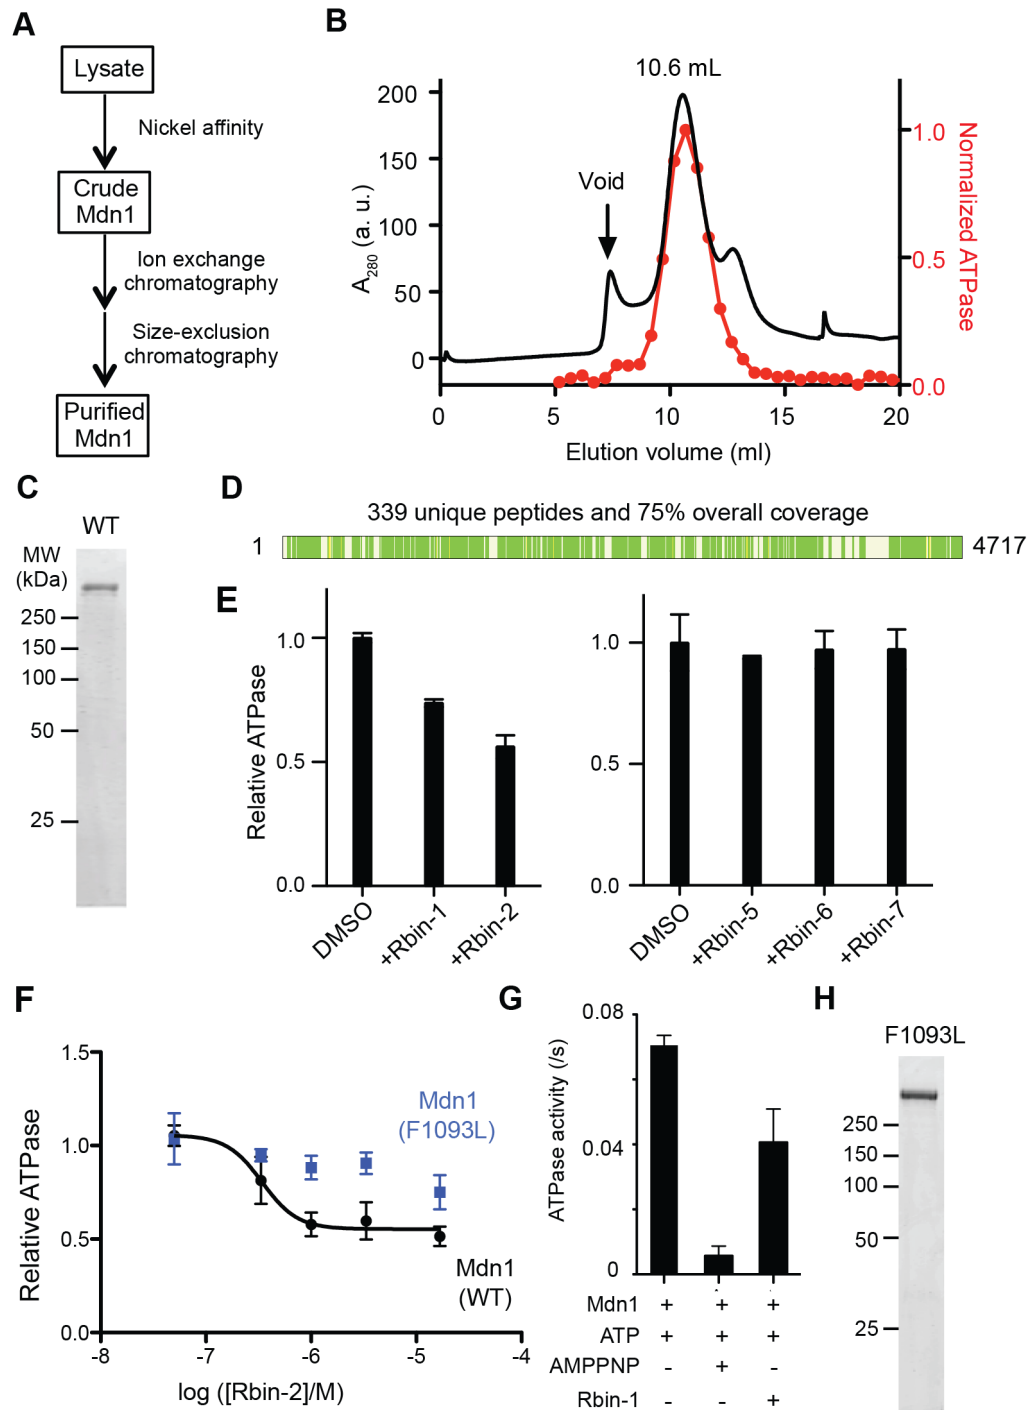 A
Lysate
Nickel affinity
Crude
Mdn1
Ion exchange
chromatography
Size-exclusion
chromatography
Purified
Mdn1
B
10.6 mL
Void
200
150
100
50
0
A280 (a. u.)
1.0
0.5
0.0
Normalized ATPase
0
5
10
15
20
Elution volume (ml)
C
WT
MW
(kDa)
250
150
100
50
25
D
339 unique peptides and 75% overall coverage
1
4717
E
Relative ATPase
1.0
0.5
0.0
DMSO
+Rbin-1
+Rbin-2
1.0
0.5
0.0
DMSO
+Rbin-5
+Rbin-6
+Rbin-7
F
Relative ATPase
1.5
1.0
0.5
0.0
Mdn1
(F1093L)
Mdn1
(WT)
-8
-7
-6
-5
-4
log ([Rbin-2]/M)
G
ATPase activity (/s)
0.08
0.04
0
Mdn1 + + +
ATP + + +
AMPPNP - + -
Rbin-1 - - +
H
F1093L
250
150
100
50
25